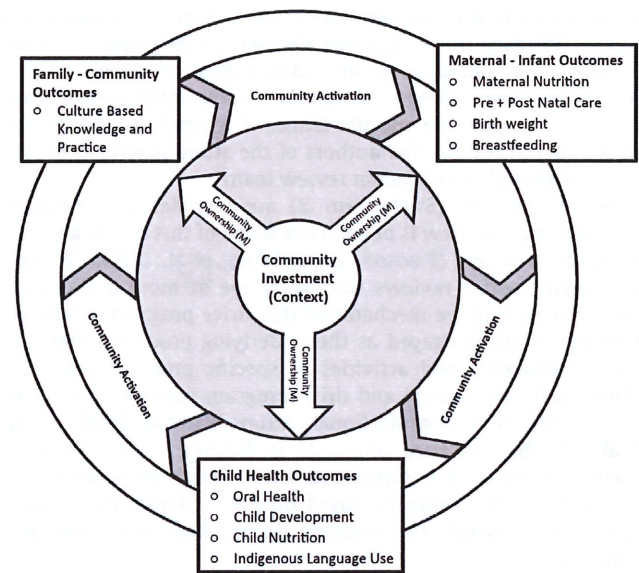 Family - Community
Outcomes
Culture Based
Knowledge and
Practice
Community Activation
Maternal - Infant Outcomes
Maternal Nutrition
Pre + Post Natal Care
Birth weight
Breastfeeding
Community
Ownership (M)
Community
Ownership (M)
Community
Investment
(Context)
Community
Ownership (M)
Community Activation
Community Activation
Child Health Outcomes
Oral Health
Child Development
Child Nutrition
Indigenous Language Use